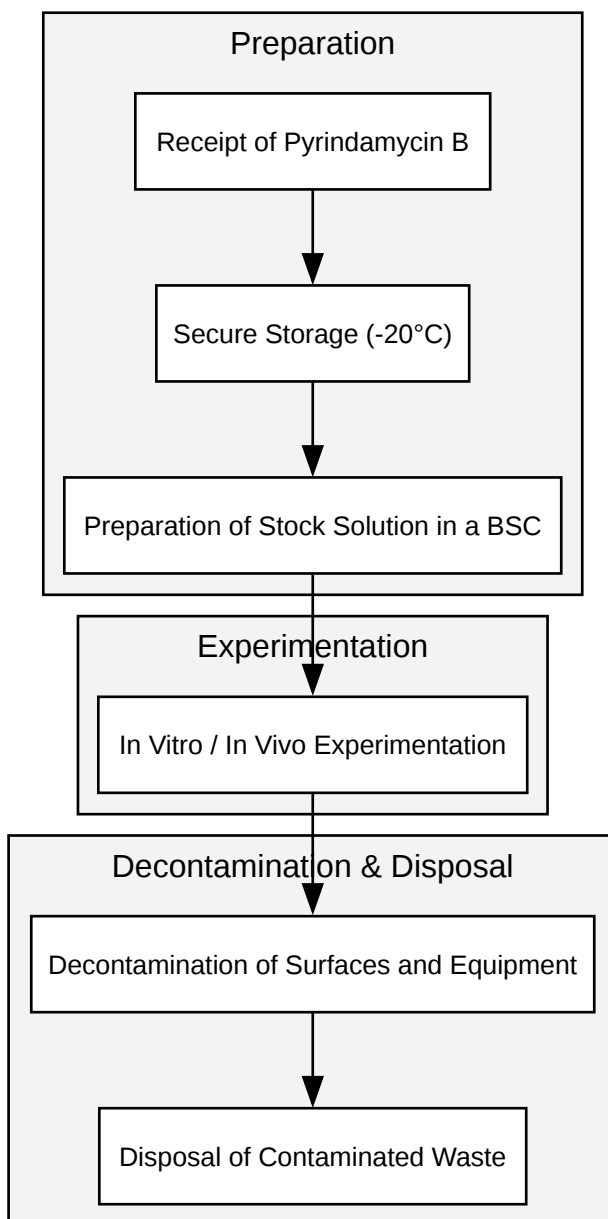 Preparation
Receipt of Pyrindamycin B
Secure Storage (-20°C)
Preparation of Stock Solution in a BSC
Experimentation
In Vitro / In Vivo Experimentation
Decontamination & Disposal
Decontamination of Surfaces and Equipment
Disposal of Contaminated Waste